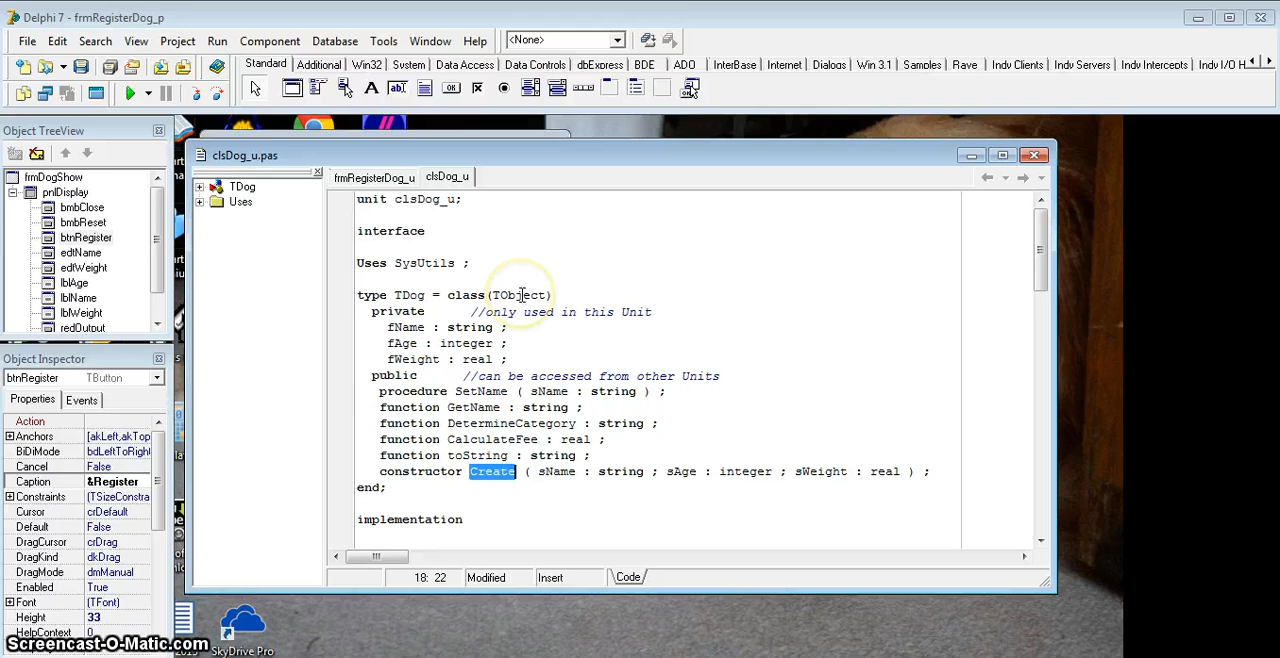 Delphi 7 - frmRegisterDog_p
File Edit Search View Project Run Component Database Tools Window Help <None>
Standard Additional Win32 System Data Access Data Controls dbExpress BDE ADO InterBase Internet Dialogs Win 3.1 Samples Rave Indy Clients Indy Servers Indy Intercepts Indy I/O H
Object TreeView
frmDogShow
pnlDisplay
bmbClose
bmbReset
btnRegister
edtName
edtWeight
lblAge
lblName
lblWeight
redOutput
Object Inspector
btnRegister TButton
Properties Events
Action
Anchors [akLeft,akTop
BiDiMode bdLeftToRigh
Cancel False
Caption &Register
Constraints (TSizeConstra
Cursor crDefault
Default False
DragCursor crDrag
DragKind dkDrag
DragMode dmManual
Enabled True
Font (TFont)
Height 33
HelpContext 0
clsDog_u.pas
TDog
Uses
frmRegisterDog_u clsDog_u
unit clsDog_u;
interface
Uses SysUtils ;
type TDog = class(TObject)
private //only used in this Unit
fName : string ;
fAge : integer ;
fWeight : real ;
public //can be accessed from other Units
procedure SetName ( sName : string ) ;
function GetName : string ;
function DetermineCategory : string ;
function CalculateFee : real ;
function toString : string ;
constructor Create ( sName : string ; sAge : integer ; sWeight : real ) ;
end;
implementation
18: 22 Modified Insert Code
SkyDrive Pro
Screencast-O-Matic.com